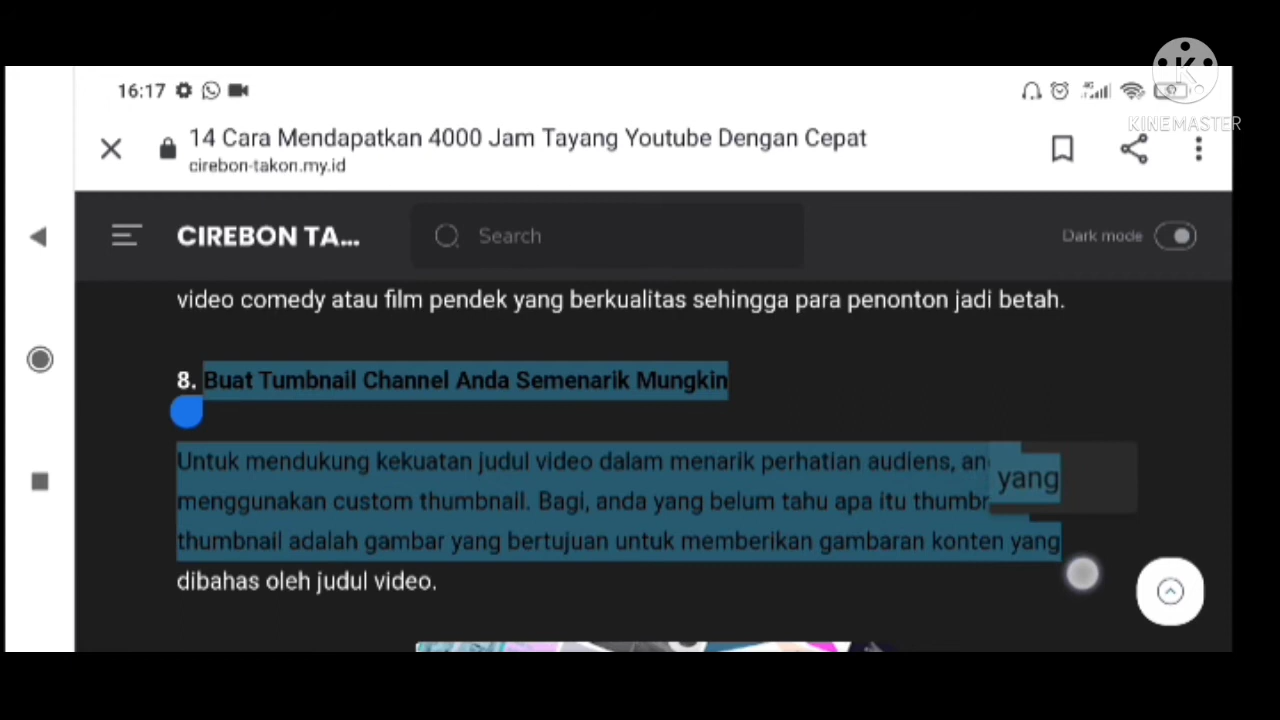 16:17
KINEMASTER
14 Cara Mendapatkan 4000 Jam Tayang Youtube Dengan Cepat
cirebon-takon.my.id
CIREBON TA...
Search
Dark mode
video comedy atau film pendek yang berkualitas sehingga para penonton jadi betah.
8. Buat Tumbnail Channel Anda Semenarik Mungkin
Untuk mendukung kekuatan judul video dalam menarik perhatian audiens,
yang
menggunakan custom thumbnail. Bagi, anda yang belum tahu apa itu
thumbnail adalah gambar yang bertujuan untuk memberikan gambaran konten yang
dibahas oleh judul video.